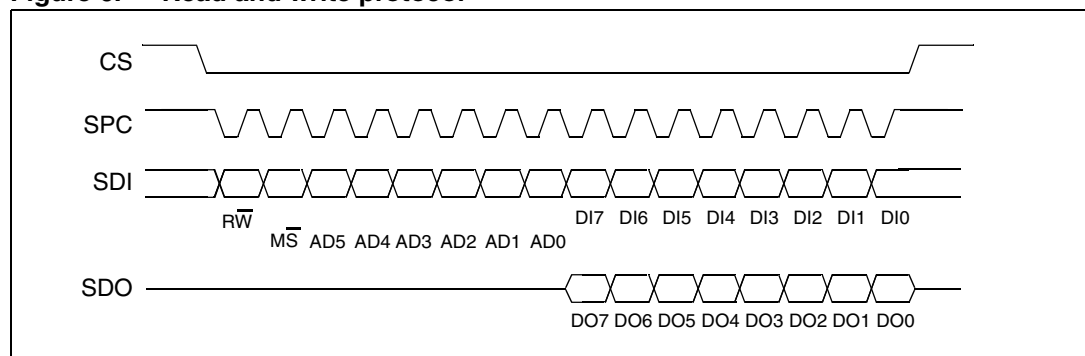 CS
SPC
SDI
RW DI7 DI6 DI5 DI4 DI3 DI2 DI1 DI0
MS AD5 AD4 AD3 AD2 AD1 AD0
SDO
DO7 DO6 DO5 DO4 DO3 DO2 DO1 DO0